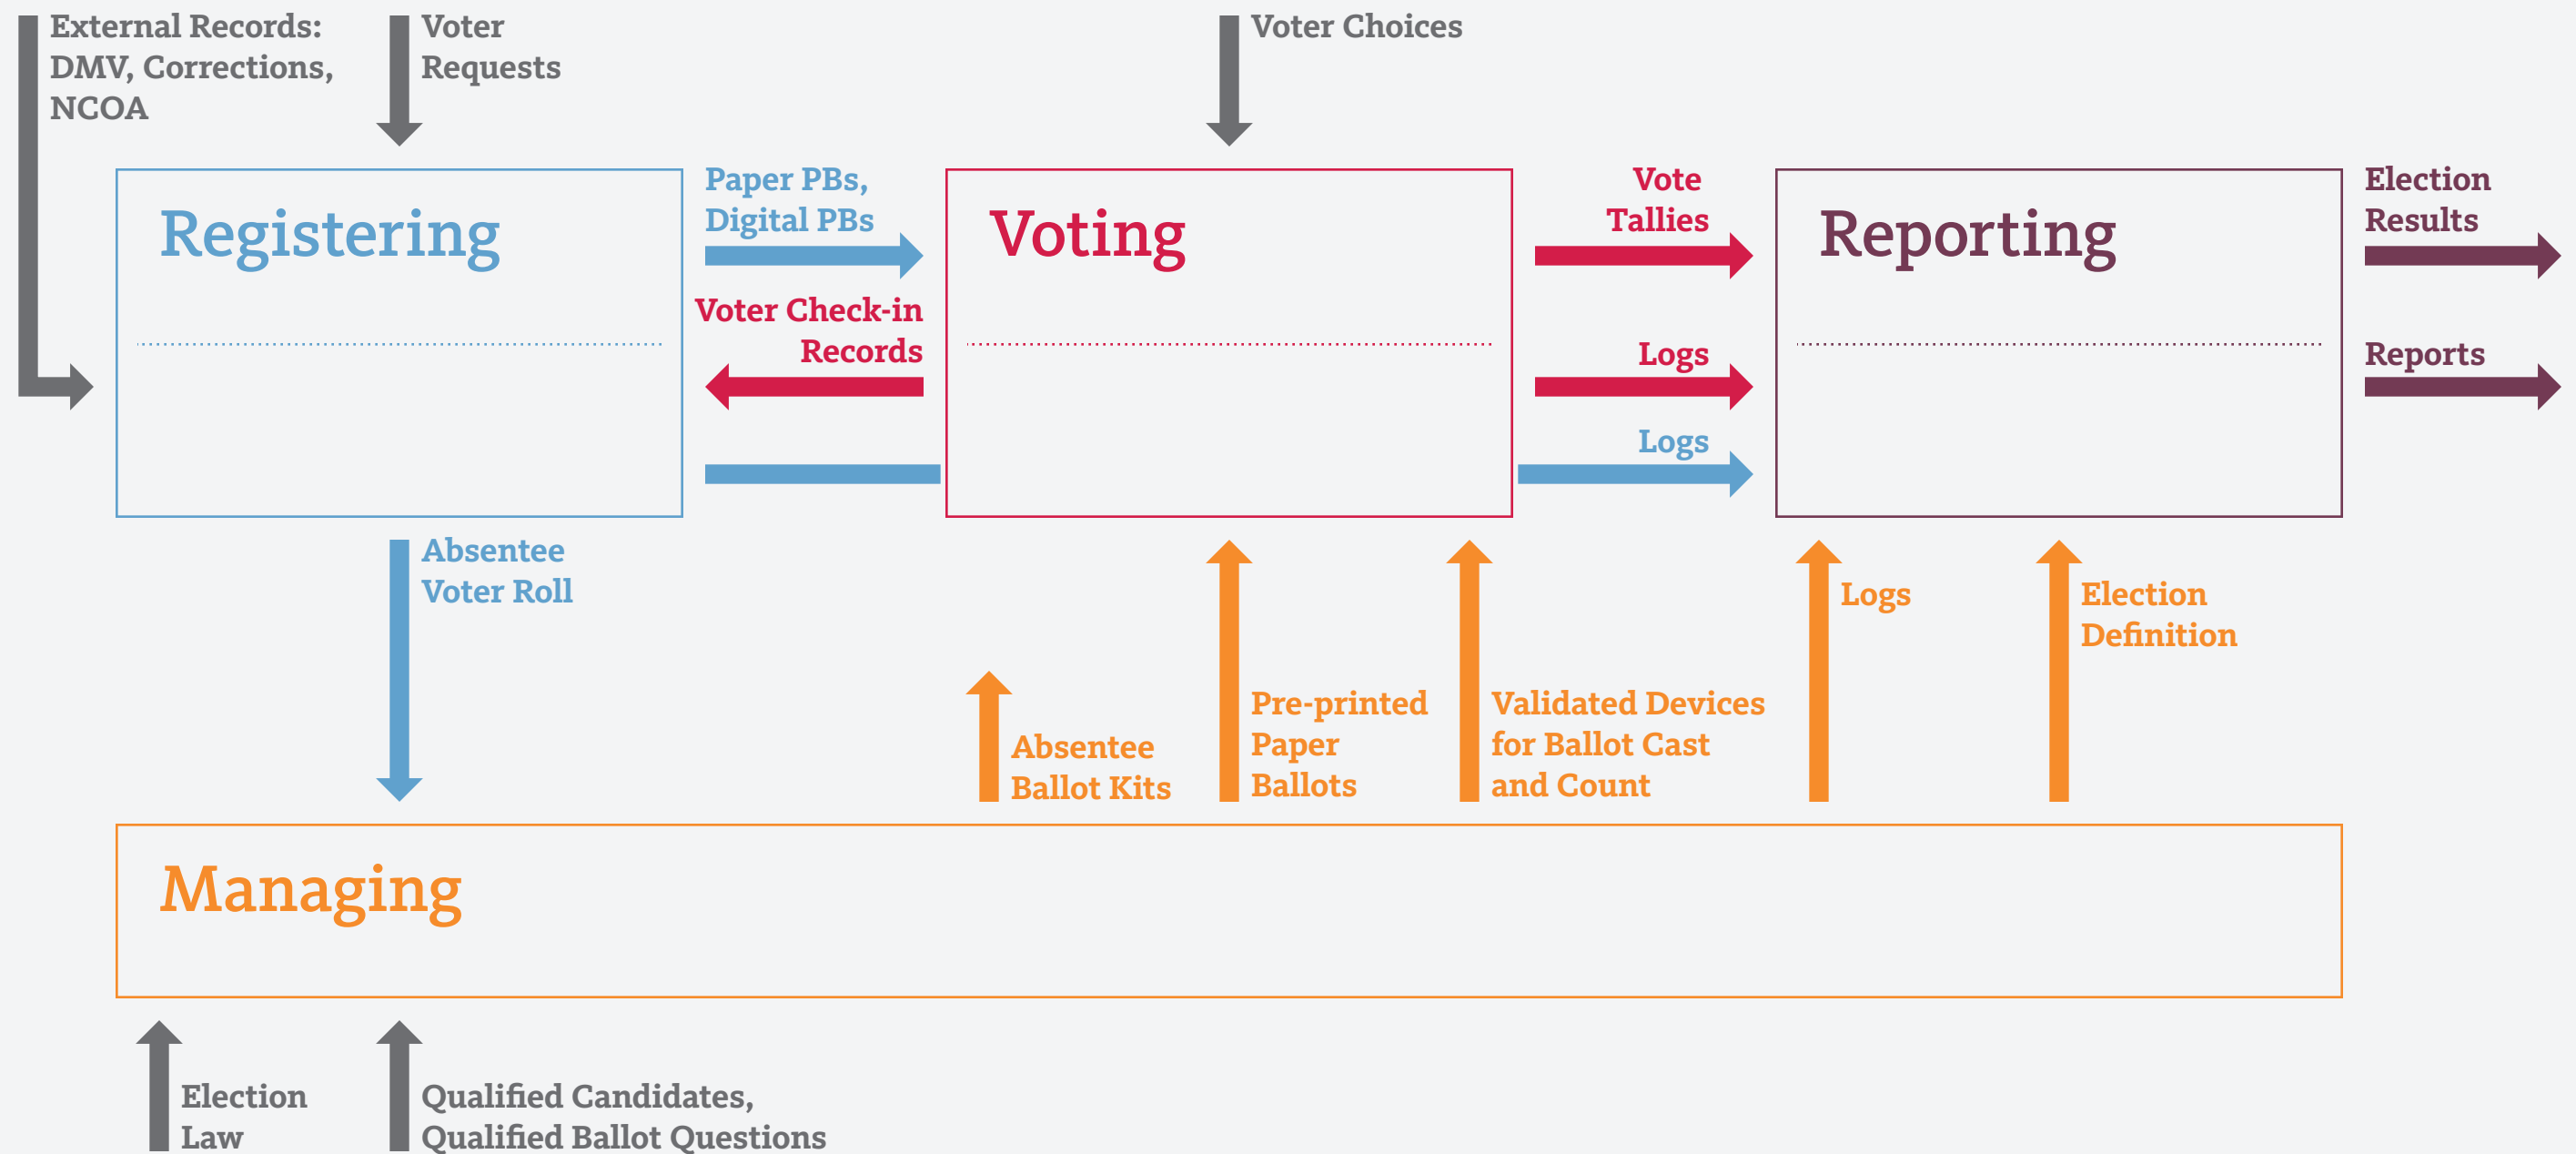 External Records:
DMV, Corrections,
NCOA
Voter
Requests
Voter Choices
Registering
Paper PBs,
Digital PBs
Voter Check-in
Records
Voting
Vote
Tallies
Logs
Logs
Reporting
Election
Results
Reports
Absentee
Voter Roll
Absentee
Ballot Kits
Pre-printed
Paper
Ballots
Validated Devices
for Ballot Cast
and Count
Logs
Election
Definition
Managing
Election
Law
Qualified Candidates,
Qualified Ballot Questions